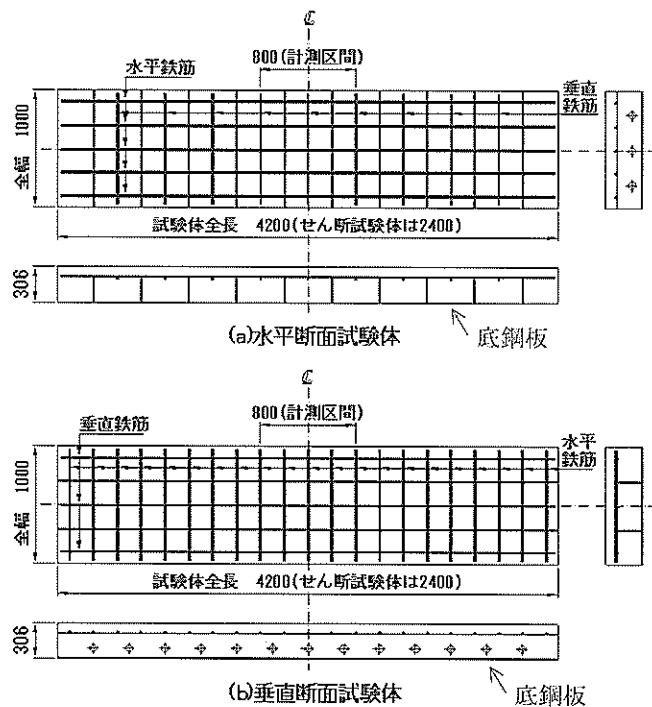 ℄
800(計測区間)
水平鉄筋
垂直
鉄筋
全幅 1000
試験体全長 4200(せん断試験体は2400)
306
(a)水平断面試験体
底鋼板
℄
800(計測区間)
垂直鉄筋
水平
鉄筋
全幅 1000
試験体全長 4200(せん断試験体は2400)
306
(b)垂直断面試験体
底鋼板